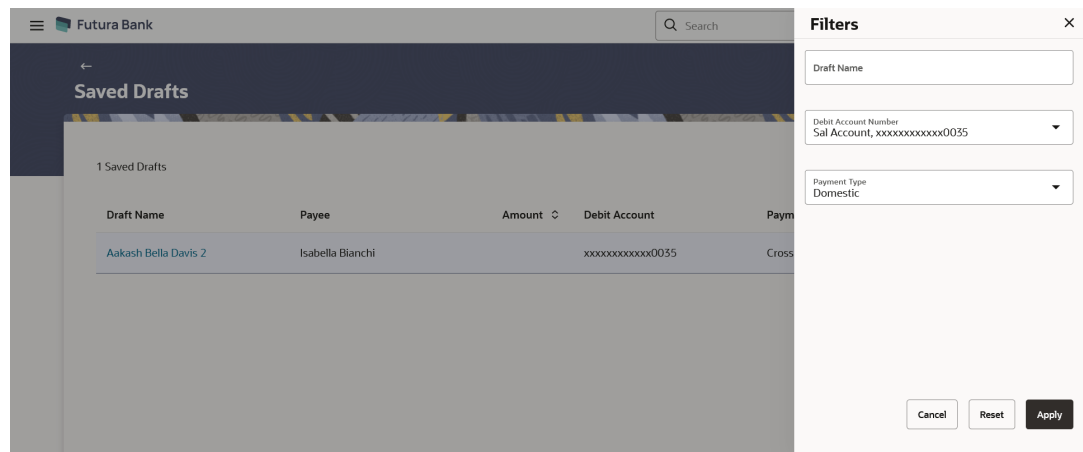 Futura Bank
Search
Filters
Saved Drafts
Draft Name
Debit Account Number
Sal Account, xxxxxxxxxxxx0035
1 Saved Drafts
Payment Type
Domestic
Draft Name Payee Amount Debit Account Paym
Aakash Bella Davis 2 Isabella Bianchi xxxxxxxxxxxx0035 Cross
Cancel Reset Apply